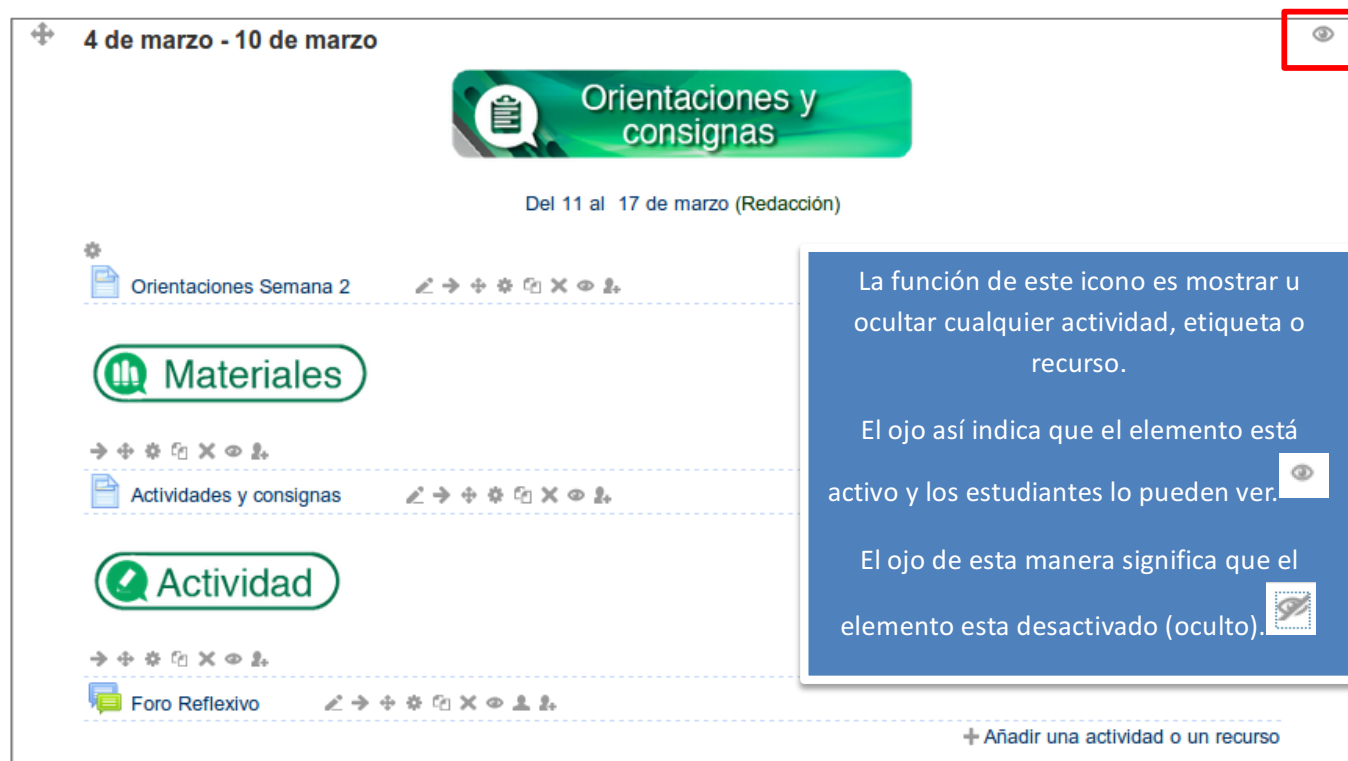 4 de marzo - 10 de marzo
Orientaciones y
consignas
Del 11 al 17 de marzo (Redacción)
Orientaciones Semana 2
Materiales
Actividades y consignas
Actividad
Foro Reflexivo
Añadir una actividad o un recurso
La función de este icono es mostrar u
ocultar cualquier actividad, etiqueta o
recurso.
El ojo así indica que el elemento está
activo y los estudiantes lo pueden ver.
El ojo de esta manera significa que el
elemento esta desactivado (oculto).